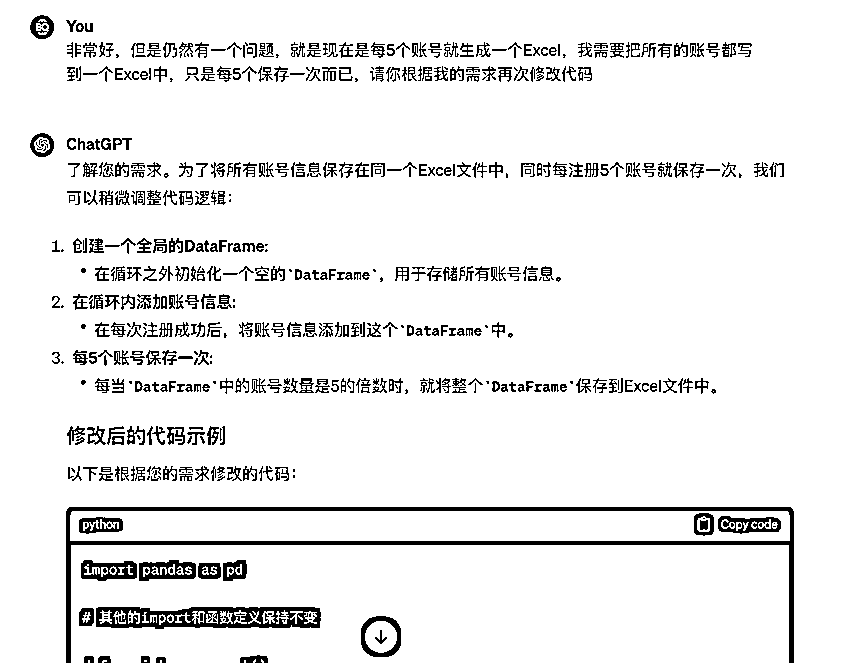 You
非常好，但是仍然有一个问题，就是现在是每5个账号就生成一个Excel，我需要把所有的账号都写
到一个Excel中，只是每5个保存一次而已，请你根据我的需求再次修改代码
ChatGPT
了解您的需求。为了将所有账号信息保存在同一个Excel文件中，同时每注册5个账号就保存一次，我们
可以稍微调整代码逻辑：
1. 创建一个全局的DataFrame:
• 在循环之外初始化一个空的`DataFrame`，用于存储所有账号信息。
2. 在循环内添加账号信息:
• 在每次注册成功后，将账号信息添加到这个`DataFrame`中。
3. 每5个账号保存一次:
• 每当`DataFrame`中的账号数量是5的倍数时，就将整个`DataFrame`保存到Excel文件中。
修改后的代码示例
以下是根据您的需求修改的代码：
python
Copy code
import pandas as pd
# 其他的import和函数定义保持不变